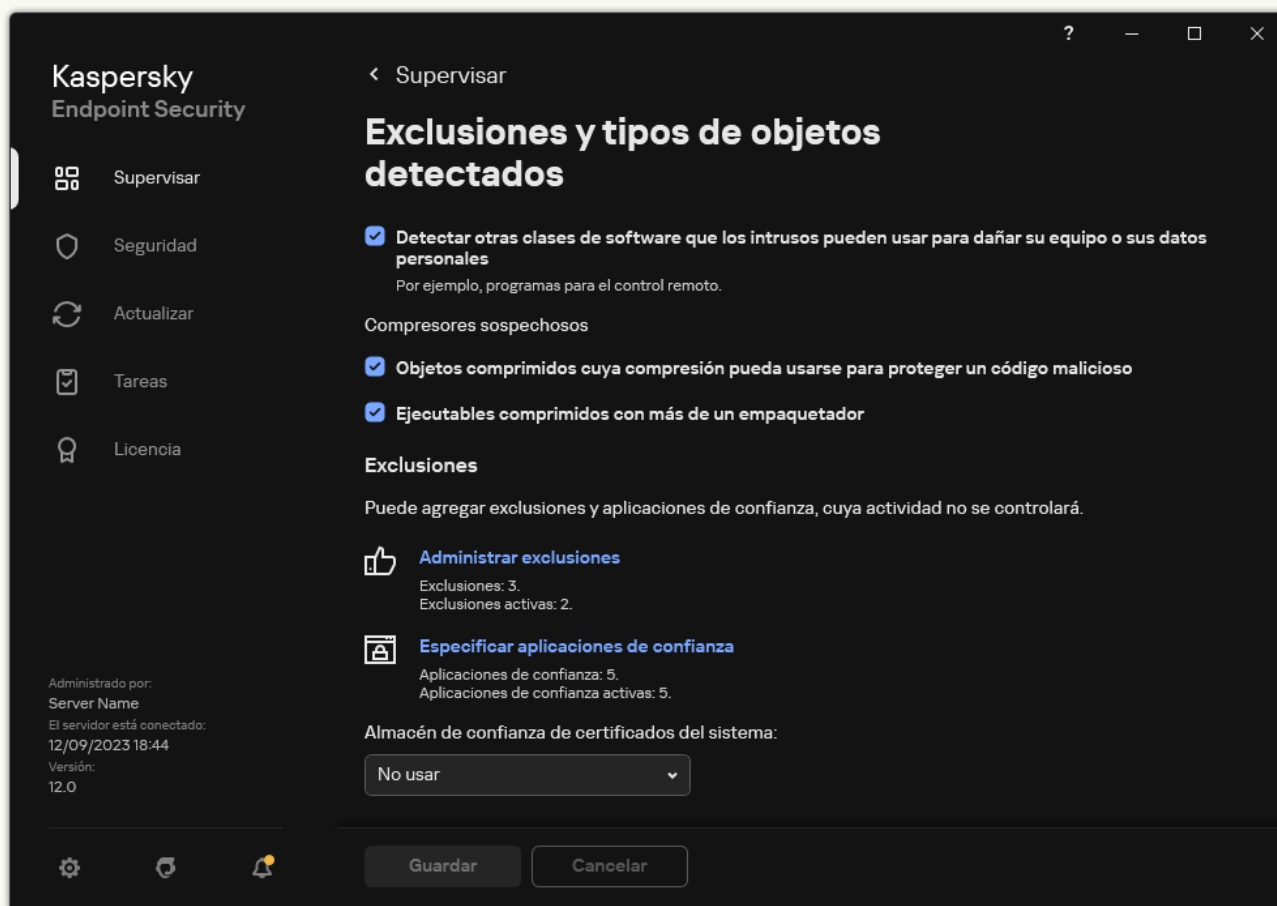 ?
Kaspersky
Endpoint Security
Supervisar
Seguridad
Actualizar
Tareas
Licencia
Administrado por:
Server Name
El servidor está conectado:
12/09/2023 18:44
Versión:
12.0
Supervisar
Exclusiones y tipos de objetos
detectados
Detectar otras clases de software que los intrusos pueden usar para dañar su equipo o sus datos
personales
Por ejemplo, programas para el control remoto.
Compresores sospechosos
Objetos comprimidos cuya compresión pueda usarse para proteger un código malicioso
Ejecutables comprimidos con más de un empaquetador
Exclusiones
Puede agregar exclusiones y aplicaciones de confianza, cuya actividad no se controlará.
Administrar exclusiones
Exclusiones: 3.
Exclusiones activas: 2.
Especificar aplicaciones de confianza
Aplicaciones de confianza: 5.
Aplicaciones de confianza activas: 5.
Almacén de confianza de certificados del sistema:
No usar
Guardar
Cancelar